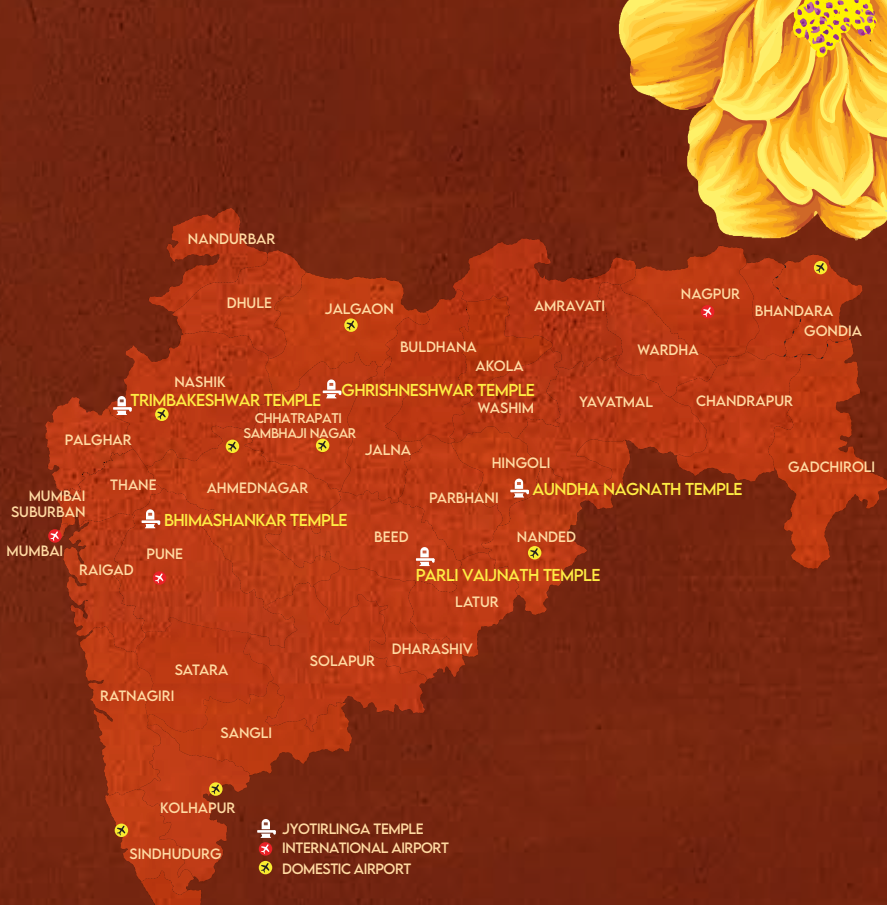 NANDURBAR
DHULE
JALGAON
NAGPUR
AMRAVATI
BHANDARA
GONDIA
BULDHANA
WARDHA
AKOLA
NASHIK
GHRISHNESHWAR TEMPLE
TRIMBAKESHWAR TEMPLE
WASHIM
YAVATMAL
CHANDRAPUR
CHHATRAPATI
SAMBHAJI NAGAR
PALGHAR
JALNA
HINGOLI
GADCHIROLI
THANE
AHMEDNAGAR
AUNDHA NAGNATH TEMPLE
MUMBAI
SUBURBAN
PARBHANI
BHIMASHANKAR TEMPLE
BEED
NANDED
MUMBAI
PUNE
RAIGAD
PARLI VAIJNATH TEMPLE
LATUR
DHARASHIV
SOLAPUR
SATARA
RATNAGIRI
SANGLI
KOLHAPUR
SINDHUDURG
JYOTIRLINGA TEMPLE
INTERNATIONAL AIRPORT
DOMESTIC AIRPORT